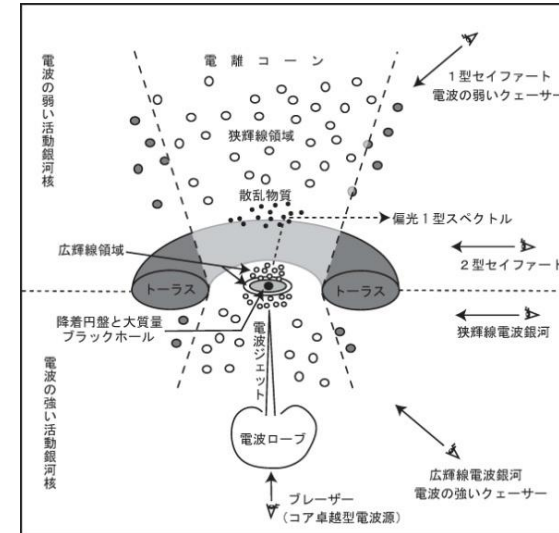 電離コーン
電波の弱い活動銀河核
1型セイファート
電波の弱いクェーサー
狭輝線領域
散乱物質
偏光1型スペクトル
広輝線領域
2型セイファート
トーラス
トーラス
降着円盤と大質量
ブラックホール
狭輝線電波銀河
電波ジェット
電波の強い活動銀河核
電波ローブ
広輝線電波銀河
電波の強いクェーサー
ブレーザー
(コア卓越型電波源)